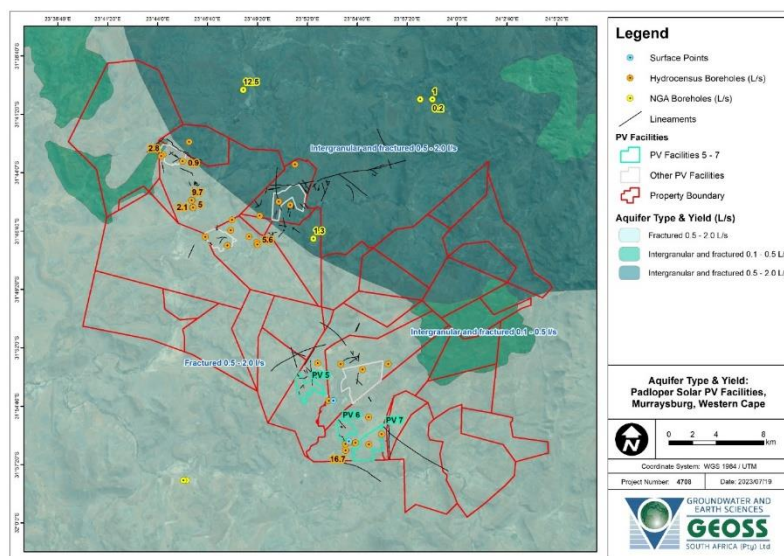 Legend
Surface Points
Hydrocensus Boreholes (L/s)
NGA Boreholes (L/s)
Lineaments
PV Facilities
PV Facilities 5 - 7
Other PV Facilities
Property Boundary
Aquifer Type & Yield (L/s)
Fractured 0.5 - 2.0 L/s
Intergranular and fractured 0.1 - 0.5 L/s
Intergranular and fractured 0.5 - 2.0 L/s
12.5
1
0.2
Intergranular and fractured 0.5 - 2.0 l/s
2.8
0.9
9.7
2.1
5
5.6
1.3
Intergranular and fractured 0.1 - 0.5 l/s
Fractured 0.5 - 2.0 l/s
PV 5
PV 6
PV 7
16.7
Aquifer Type & Yield:
Padloper Solar PV Facilities,
Murraysburg, Western Cape
N
0 2 4 8
km
Coordinate System: WGS 1984 / UTM
Project Number: 4708 Date: 2023/07/19
GROUNDWATER AND
EARTH SCIENCES
GEOSS
SOUTH AFRICA (Pty) Ltd